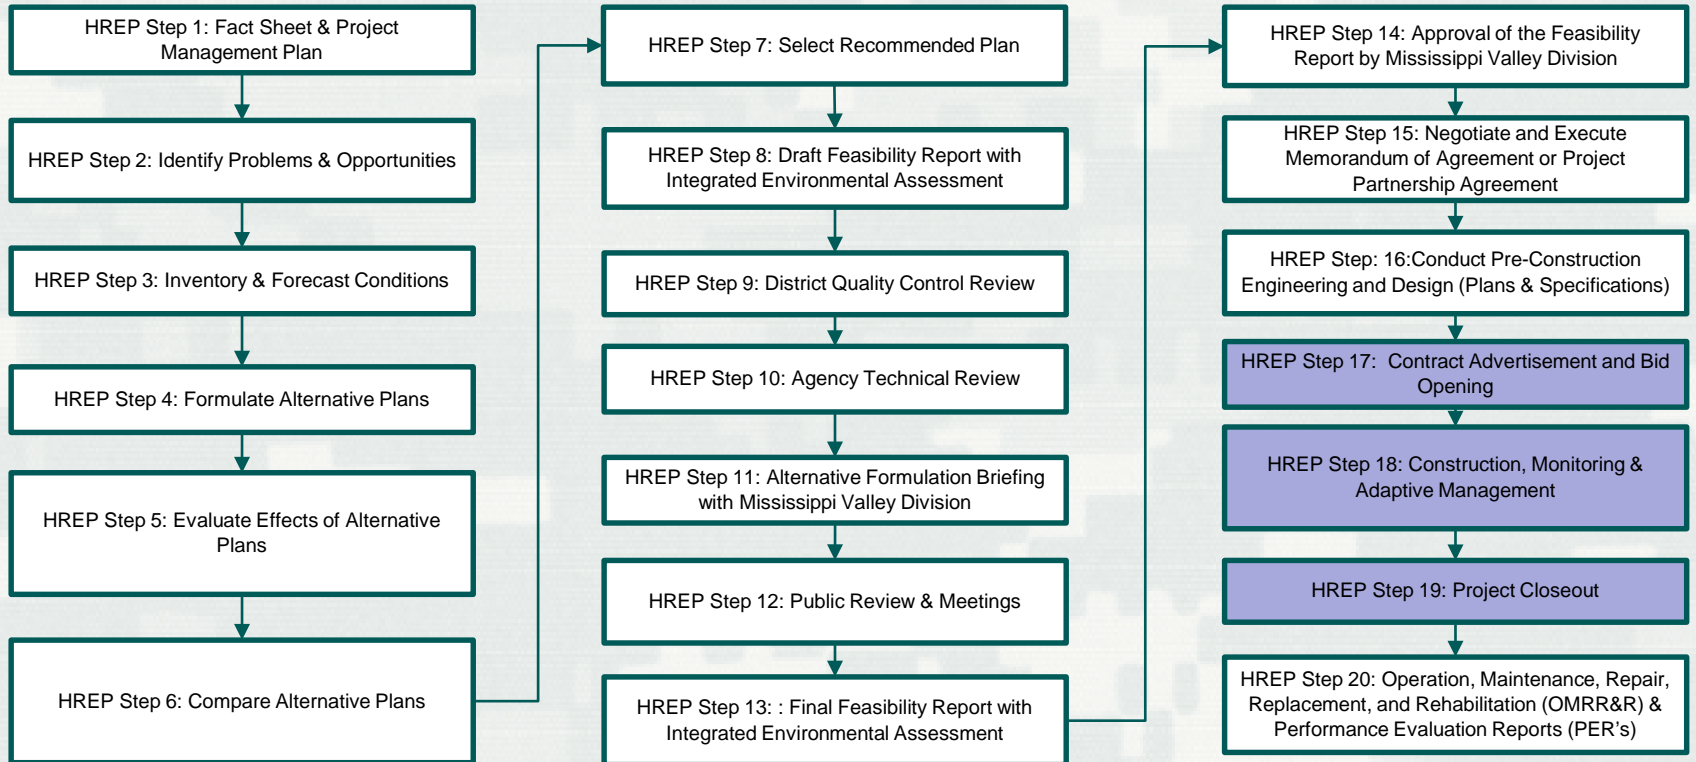 HREP Step 1: Fact Sheet & Project
Management Plan
HREP Step 2: Identify Problems & Opportunities
HREP Step 3: Inventory & Forecast Conditions
HREP Step 4: Formulate Alternative Plans
HREP Step 5: Evaluate Effects of Alternative
Plans
HREP Step 6: Compare Alternative Plans
HREP Step 7: Select Recommended Plan
HREP Step 8: Draft Feasibility Report with
Integrated Environmental Assessment
HREP Step 9: District Quality Control Review
HREP Step 10: Agency Technical Review
HREP Step 11: Alternative Formulation Briefing
with Mississippi Valley Division
HREP Step 12: Public Review & Meetings
HREP Step 13: : Final Feasibility Report with
Integrated Environmental Assessment
HREP Step 14: Approval of the Feasibility
Report by Mississippi Valley Division
HREP Step 15: Negotiate and Execute
Memorandum of Agreement or Project
Partnership Agreement
HREP Step: 16:Conduct Pre-Construction
Engineering and Design (Plans & Specifications)
HREP Step 17: Contract Advertisement and Bid
Opening
HREP Step 18: Construction, Monitoring &
Adaptive Management
HREP Step 19: Project Closeout
HREP Step 20: Operation, Maintenance, Repair,
Replacement, and Rehabilitation (OMRR&R) &
Performance Evaluation Reports (PER's)